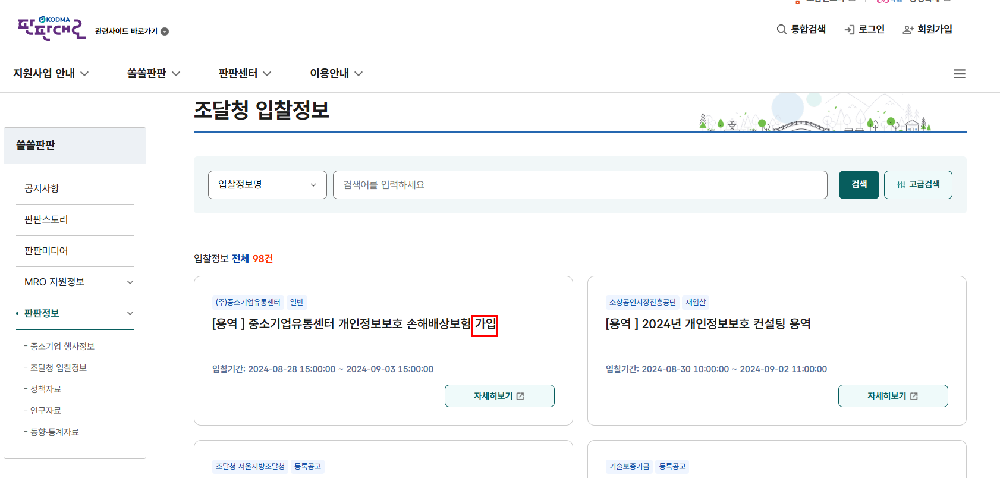 KODMA
판판대로
관련사이트 바로가기
통합검색
로그인
회원가입
지원사업 안내
쏠쏠판판
판판센터
이용안내
조달청 입찰정보
쏠쏠판판
공지사항
판판스토리
판판미디어
MRO 지원정보
판판정보
- 중소기업 행사정보
- 조달청 입찰정보
- 정책자료
- 연구자료
- 동향·통계자료
입찰정보명
검색어를 입력하세요
검색
고급검색
입찰정보 전체 98건
(주)중소기업유통센터 일반
[용역 ] 중소기업유통센터 개인정보보호 손해배상보험 가입
입찰기간: 2024-08-28 15:00:00 ~ 2024-09-03 15:00:00
자세히보기
소상공인시장진흥공단 재입찰
[용역 ] 2024년 개인정보보호 컨설팅 용역
입찰기간: 2024-08-30 10:00:00 ~ 2024-09-02 11:00:00
자세히보기
조달청 서울지방조달청 등록공고
기술보증기금 등록공고